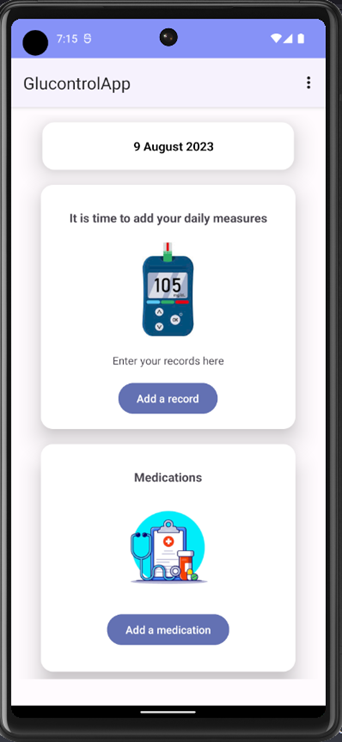 7:15
GlucontrolApp
9 August 2023
It is time to add your daily measures
105
OK
Enter your records here
Add a record
Medications
Add a medication